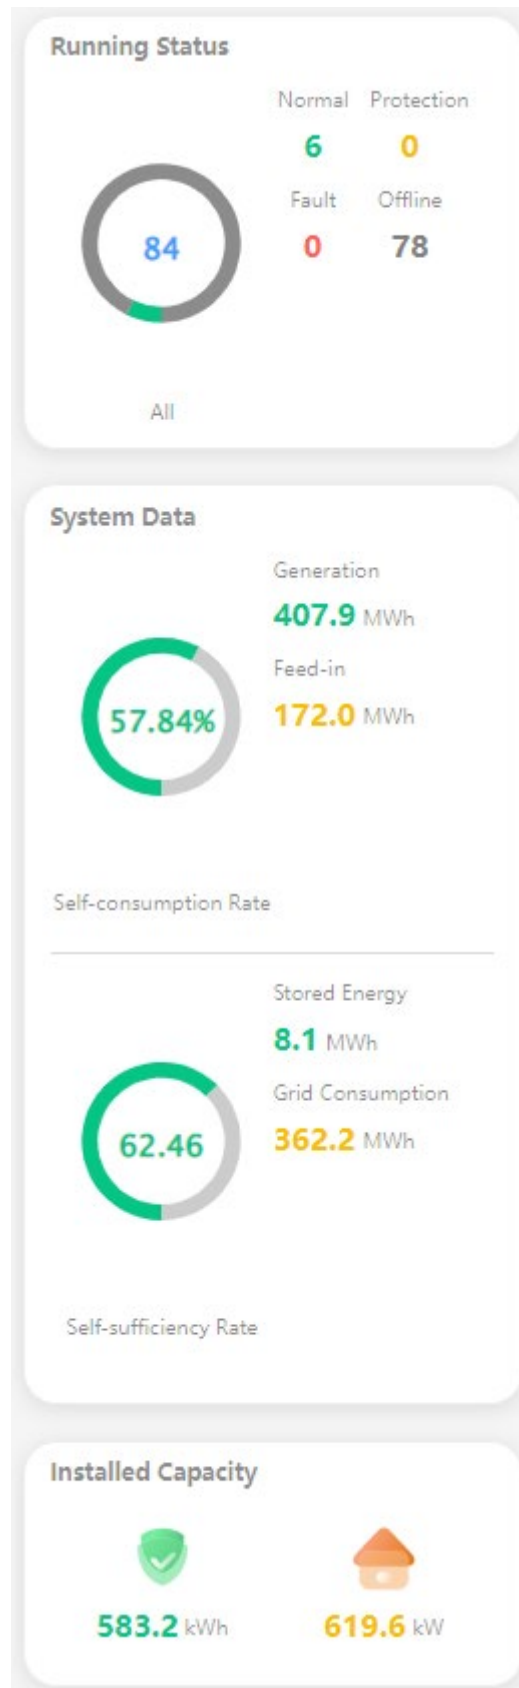 Running Status
Normal Protection
6 0
Fault Offline
0 78
84
All
System Data
Generation
407.9 MWh
Feed-in
172.0 MWh
57.84%
Self-consumption Rate
Stored Energy
8.1 MWh
Grid Consumption
362.2 MWh
62.46
Self-sufficiency Rate
Installed Capacity
583.2 kWh 619.6 kW